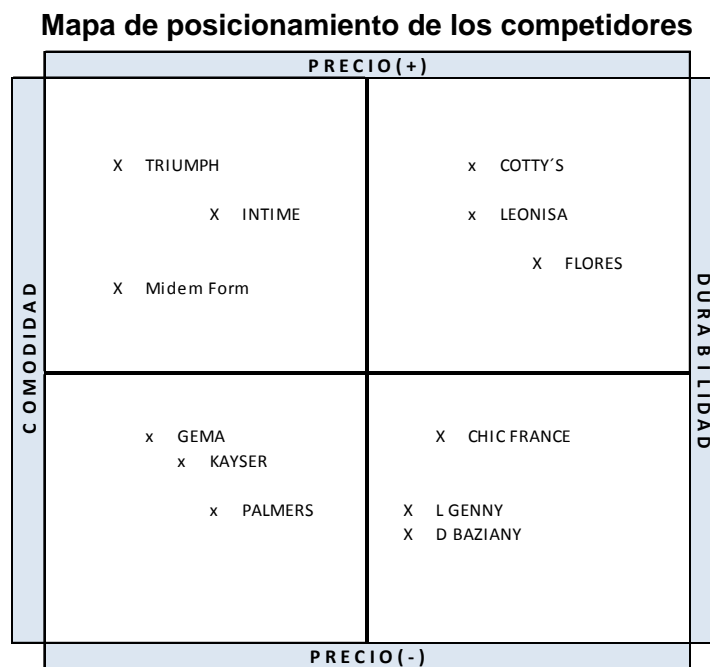 Mapa de posicionamiento de los competidores
PRECIO(+)
COMODIDAD
DURABILIDAD
X TRIUMPH
x COTTY´S
X INTIME
x LEONISA
X FLORES
X Midem Form
x GEMA
X CHIC FRANCE
x KAYSER
x PALMERS
X L GENNY
X D BAZIANY
PRECIO(-)